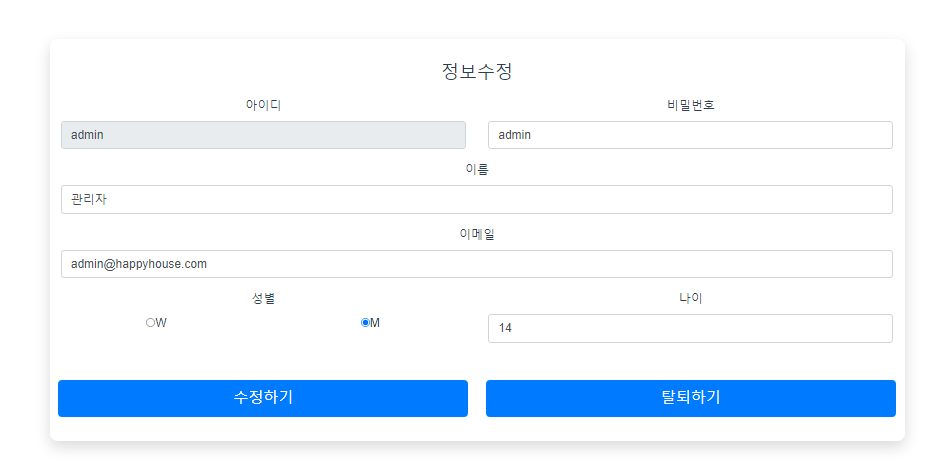 정보수정
아이디 비밀번호
admin admin
이름
관리자
이메일
admin@happyhouse.com
성별 나이
W M 14
수정하기 탈퇴하기